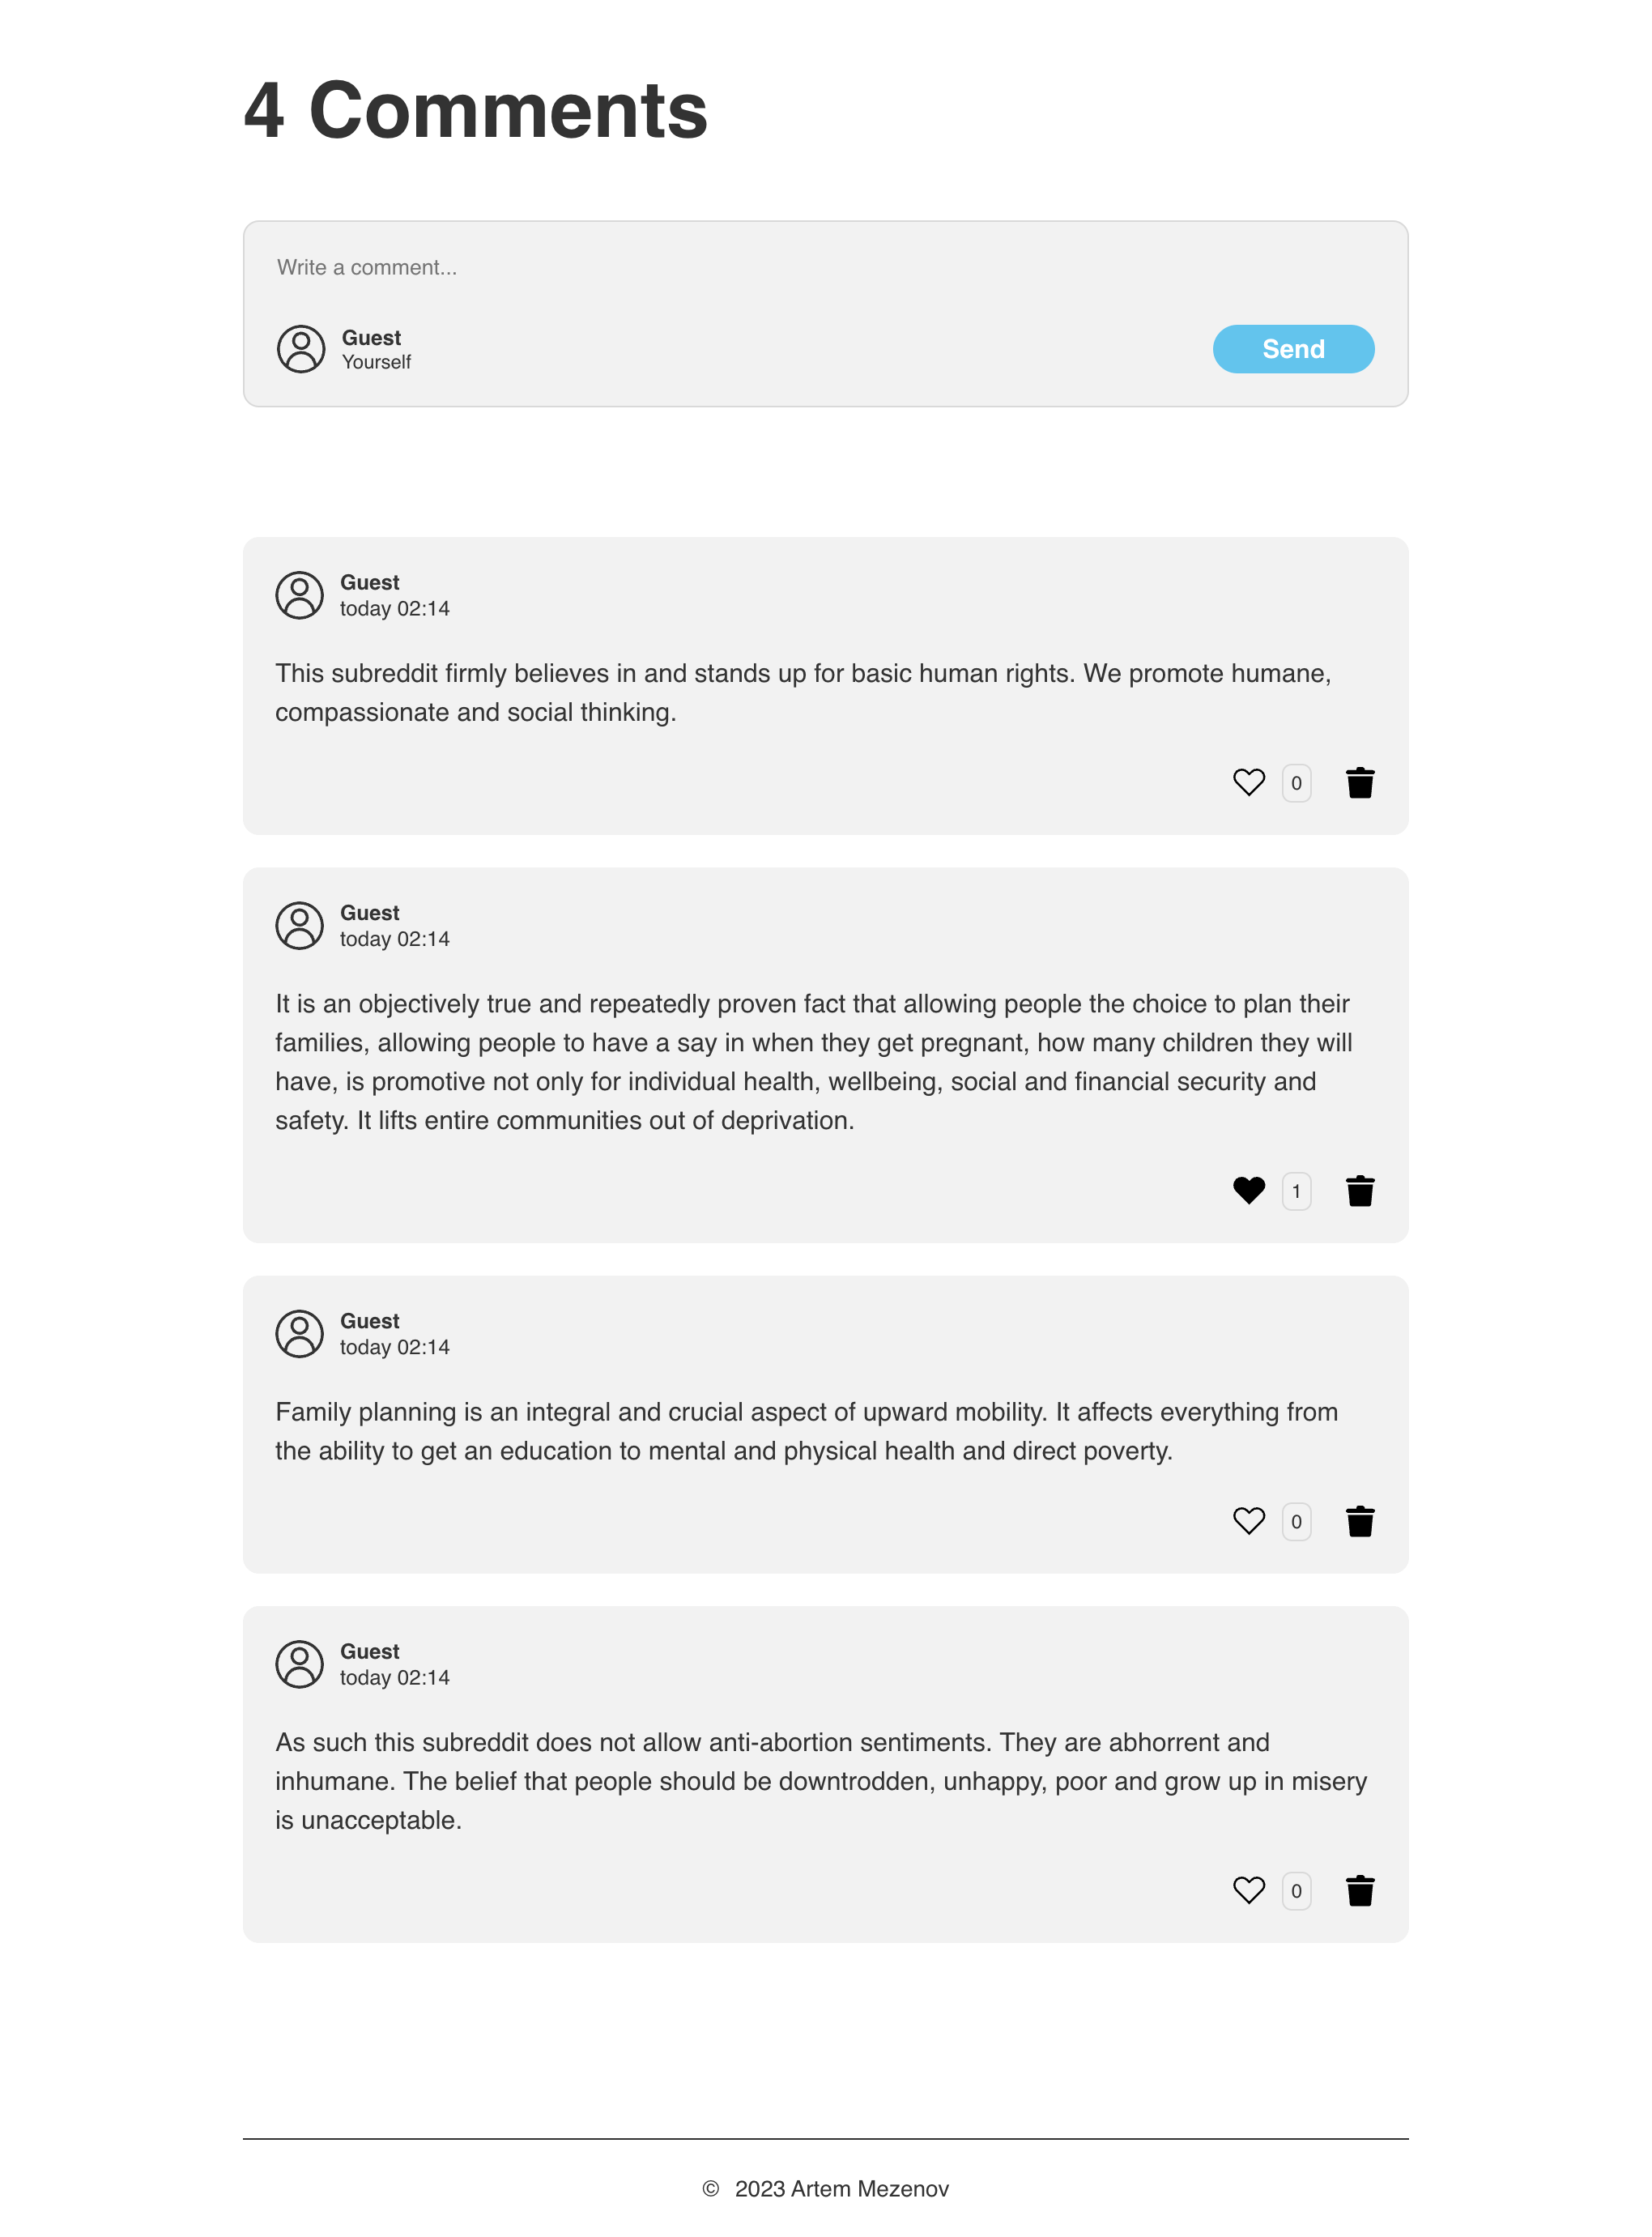 4 Comments
Write a comment...
Guest
Yourself
Send
Guest
today 02:14
This subreddit firmly believes in and stands up for basic human rights. We promote humane,
compassionate and social thinking.
0
Guest
today 02:14
It is an objectively true and repeatedly proven fact that allowing people the choice to plan their
families, allowing people to have a say in when they get pregnant, how many children they will
have, is promotive not only for individual health, wellbeing, social and financial security and
safety. It lifts entire communities out of deprivation.
1
Guest
today 02:14
Family planning is an integral and crucial aspect of upward mobility. It affects everything from
the ability to get an education to mental and physical health and direct poverty.
0
Guest
today 02:14
As such this subreddit does not allow anti-abortion sentiments. They are abhorrent and
inhumane. The belief that people should be downtrodden, unhappy, poor and grow up in misery
is unacceptable.
0
© 2023 Artem Mezenov